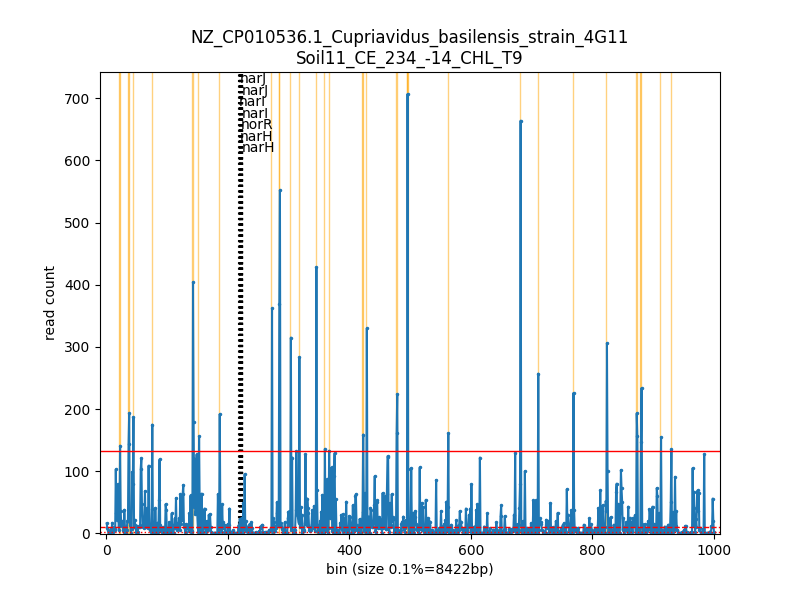 NZ_CP010536.1_Cupriavidus_basilensis_strain_4G11
Soil11_CE_234_-14_CHL_T9
700
600
500
400
300
200
100
0
read count
narJ
narJ
narI
narI
norR
narH
narH
0 200 400 600 800 1000
bin (size 0.1%=8422bp)